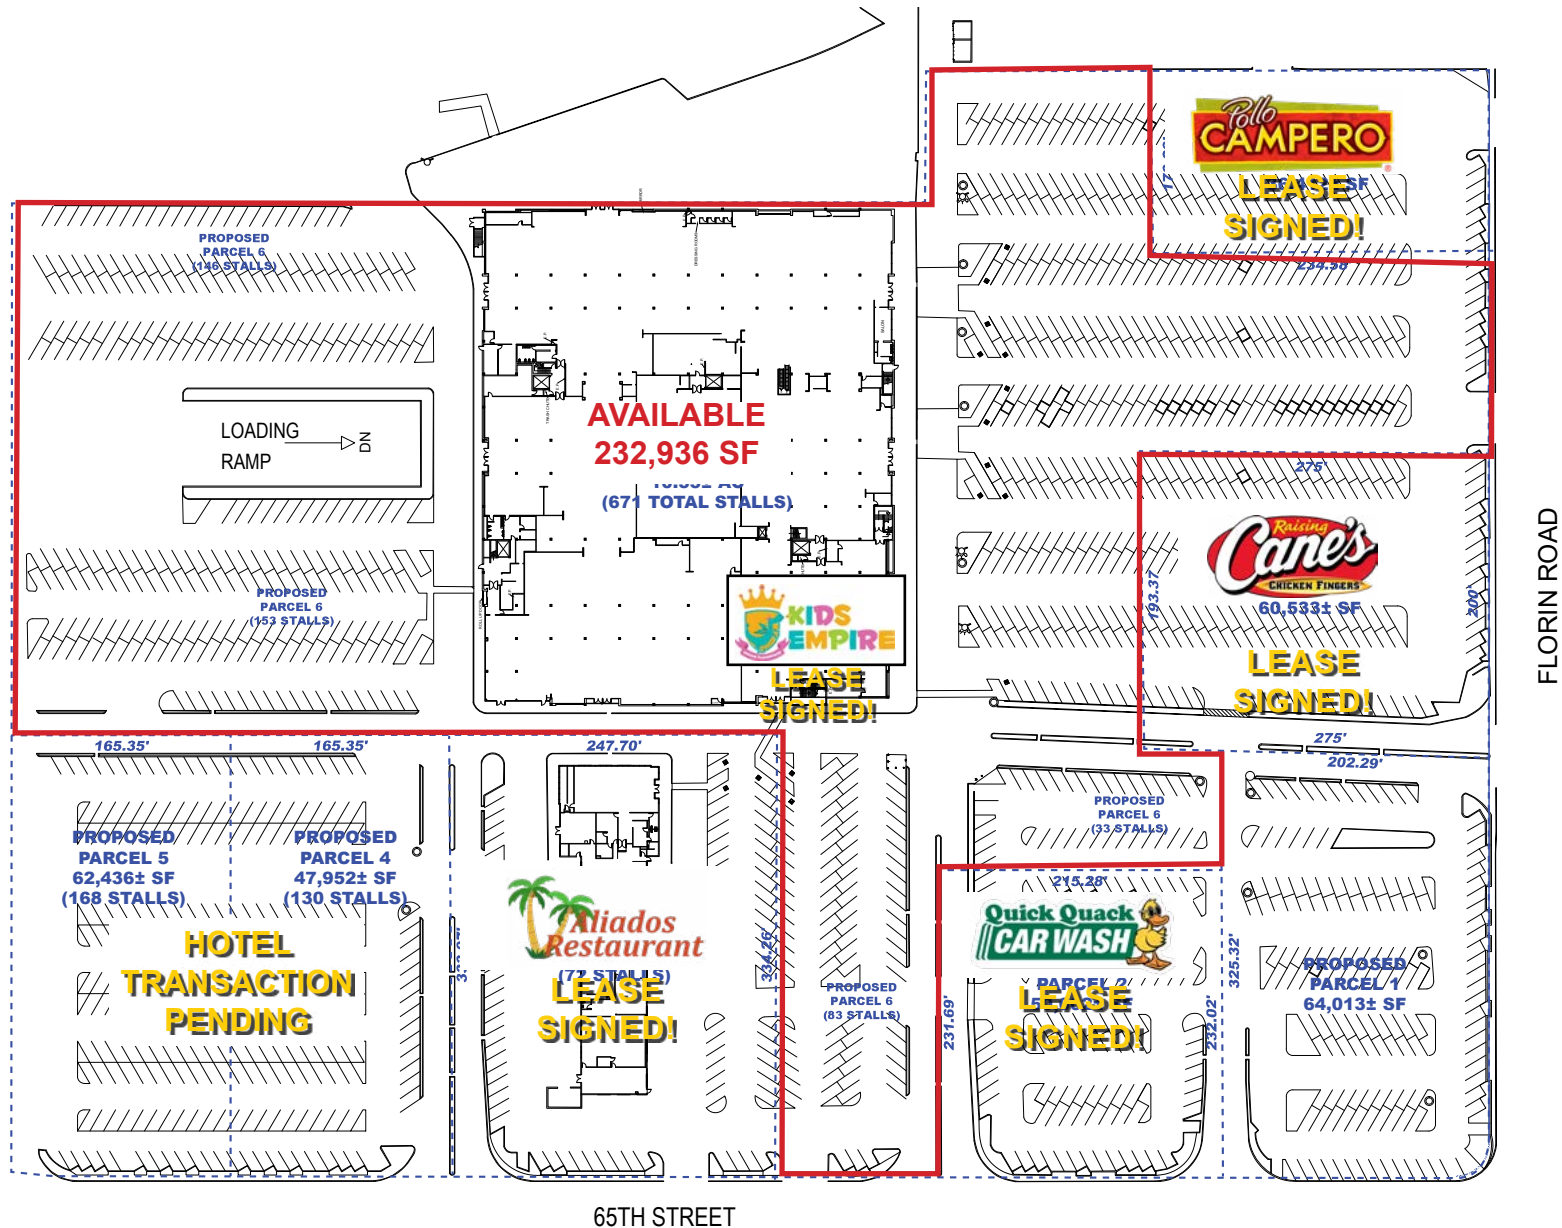 Pollo
CAMPERO
SF
LEASE
SIGNED!
234.58'
PROPOSED
PARCEL 6
(146 STALLS)
LOADING
RAMP
DN
AVAILABLE
232,936 SF
(671 TOTAL STALLS)
275'
Raising
Cane's
CHICKEN FINGERS
60,533± SF
193.37
200'
LEASE
SIGNED!
FLORIN ROAD
PROPOSED
PARCEL 6
(153 STALLS)
KIDS
EMPIRE
LEASE
SIGNED!
165.35'
165.35'
247.70'
275'
202.29'
PROPOSED
PARCEL 5
62,436± SF
(168 STALLS)
PROPOSED
PARCEL 4
47,952± SF
(130 STALLS)
HOTEL
TRANSACTION
PENDING
Aliados
Restaurant
LEASE
SIGNED!
334.26'
PROPOSED
PARCEL 6
(83 STALLS)
PROPOSED
PARCEL 6
(33 STALLS)
215.28'
Quick Quack
CAR WASH
PARCEL 2
LEASE
SIGNED!
231.69'
232.02'
325.32'
PROPOSED
PARCEL 1
64,013± SF
65TH STREET